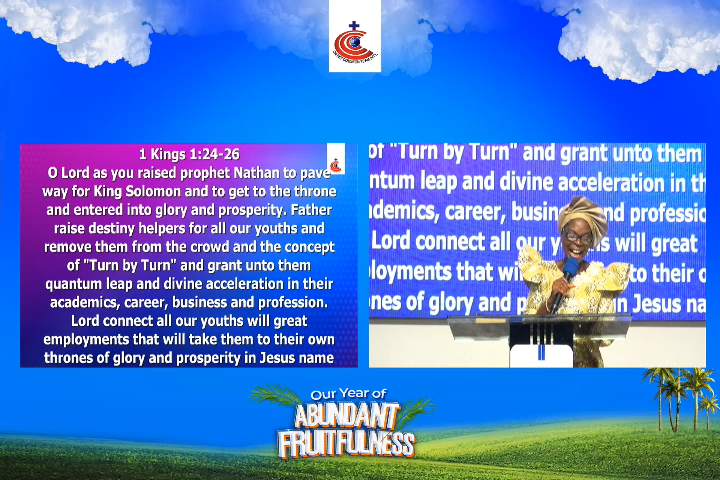 1 Kings 1:24-26
O Lord as you raised prophet Nathan to pave
way for King Solomon and to get to the throne
and entered into glory and prosperity. Father
raise destiny helpers for all our youths and
remove them from the crowd and the concept
of "Turn by Turn" and grant unto them
quantum leap and divine acceleration in their
academics, career, business and profession.
Lord connect all our youths will great
employments that will take them to their own
thrones of glory and prosperity in Jesus name
of "Turn by Turn" and grant unto them
ntum leap and divine acceleration in th
demics, career, busin nd professio
Lord connect all our y s will great
loyments that wi to their o
ones of glory and p in Jesus na
Our Year of
ABUNDANT
FRUITFULNESS